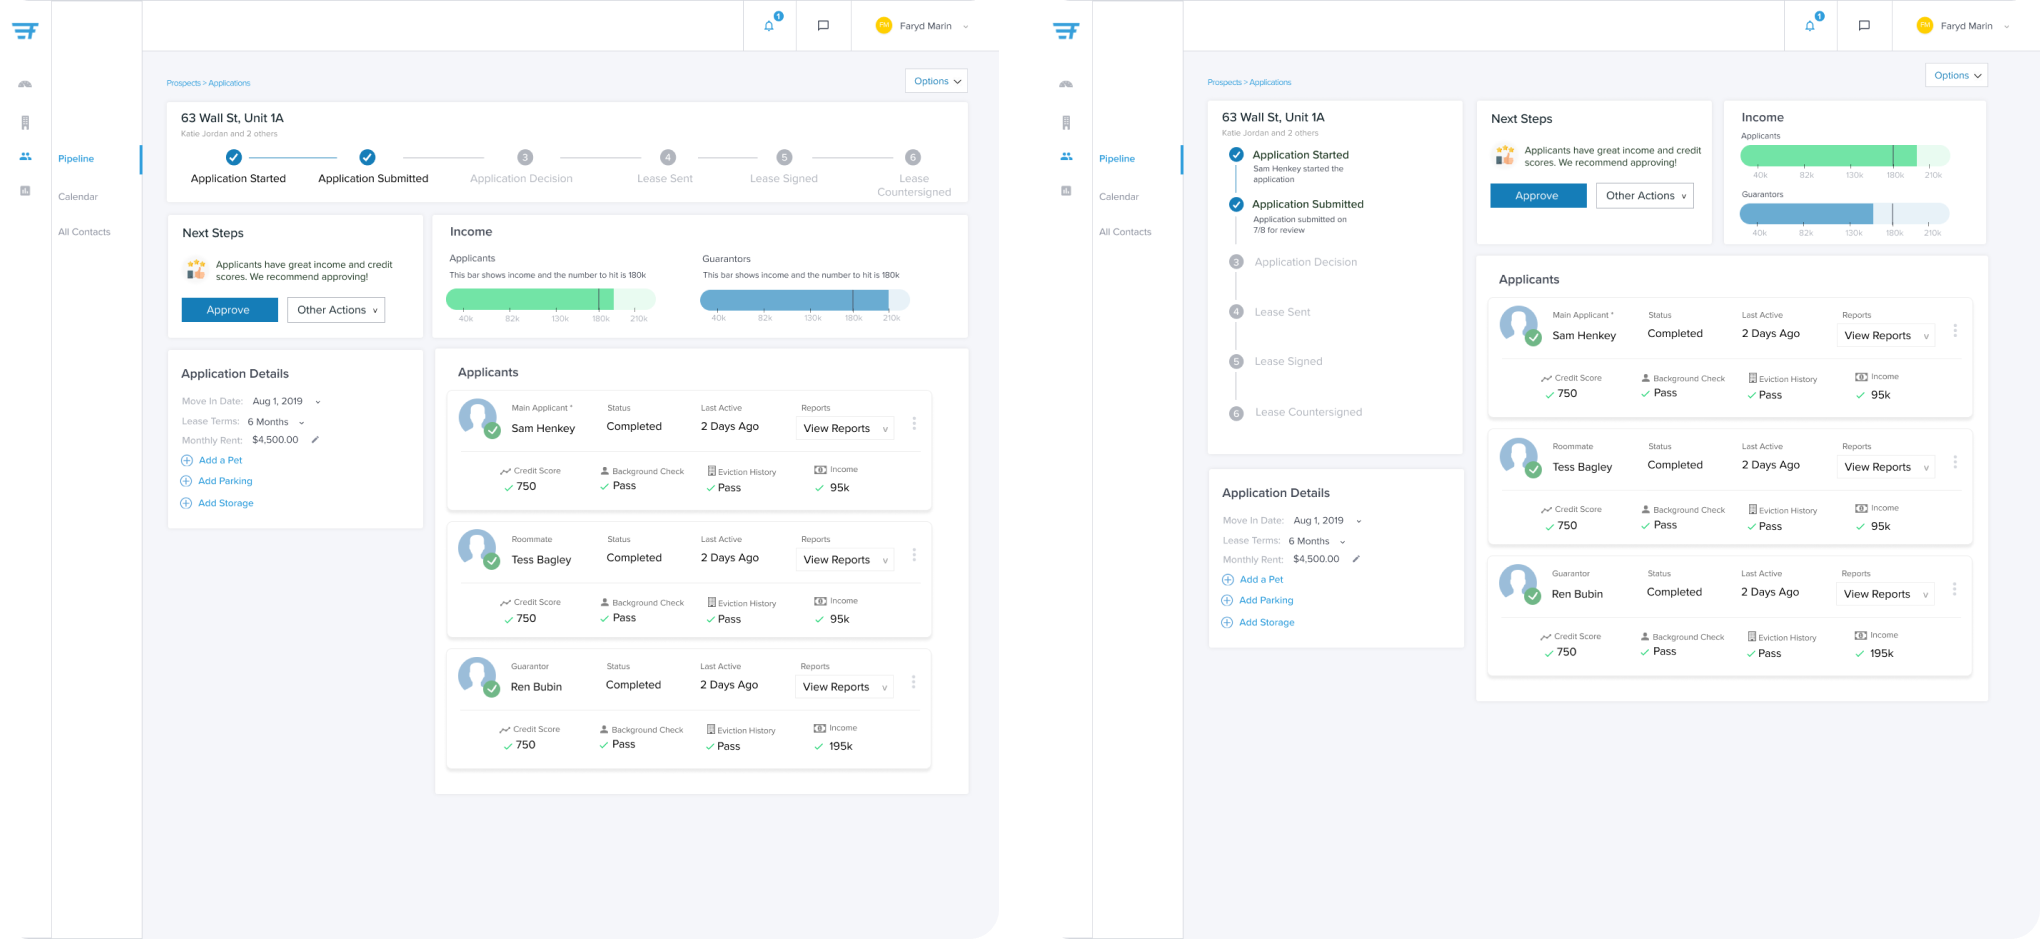 1
FM Faryd Marin
Prospects > Applications
Options
Pipeline
Calendar
All Contacts
63 Wall St, Unit 1A
Katie Jordan and 2 others
3 4 5 6
Application Started Application Submitted Application Decision Lease Sent Lease Signed Lease
Countersigned
Next Steps
Applicants have great income and credit
scores. We recommend approving!
Approve Other Actions v
Income
Applicants
This bar shows income and the number to hit is 180k
40k 82k 130k 180k 210k
Guarantors
This bar shows income and the number to hit is 180k
40k 82k 130k 180k 210k
Application Details
Move In Date: Aug 1, 2019
Lease Terms: 6 Months
Monthly Rent: $4,500.00
Add a Pet
Add Parking
Add Storage
Applicants
Main Applicant * Status Last Active Reports
Sam Henkey Completed 2 Days Ago View Reports v
Credit Score Background Check Eviction History Income
750 Pass Pass 95k
Roommate Status Last Active Reports
Tess Bagley Completed 2 Days Ago View Reports v
Credit Score Background Check Eviction History Income
750 Pass Pass 95k
Guarantor Status Last Active Reports
Ren Bubin Completed 2 Days Ago View Reports v
Credit Score Background Check Eviction History Income
750 Pass Pass 195k
1
FM Faryd Marin
Prospects > Applications
Options
Pipeline
Calendar
All Contacts
63 Wall St, Unit 1A
Katie Jordan and 2 others
Application Started
Sam Henkey started the
application
Application Submitted
Application submitted on
7/8 for review
3 Application Decision
4 Lease Sent
5 Lease Signed
6 Lease Countersigned
Next Steps
Applicants have great income and credit
scores. We recommend approving!
Approve Other Actions v
Income
Applicants
40k 82k 130k 180k 210k
Guarantors
40k 82k 130k 180k 210k
Application Details
Move In Date: Aug 1, 2019
Lease Terms: 6 Months
Monthly Rent: $4,500.00
Add a Pet
Add Parking
Add Storage
Applicants
Main Applicant * Status Last Active Reports
Sam Henkey Completed 2 Days Ago View Reports v
Credit Score Background Check Eviction History Income
750 Pass Pass 95k
Roommate Status Last Active Reports
Tess Bagley Completed 2 Days Ago View Reports v
Credit Score Background Check Eviction History Income
750 Pass Pass 95k
Guarantor Status Last Active Reports
Ren Bubin Completed 2 Days Ago View Reports v
Credit Score Background Check Eviction History Income
750 Pass Pass 195k